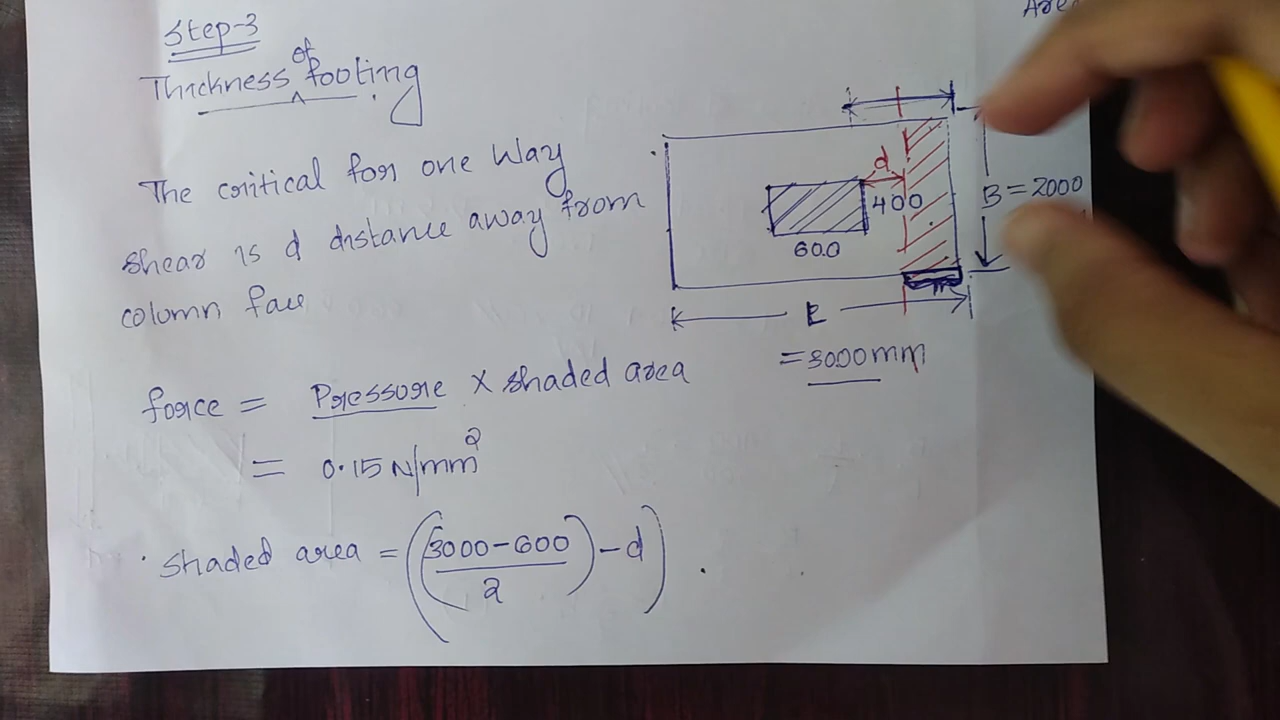 Step-3
Thickness of footing
The critical for one way
shear is d distance away from
column face
force = Pressure × shaded area
= 0.15 N/mm²
shaded area = ((3000-600)/2) - d)
Are
d
400
600
B = 2000
L
= 3000mm